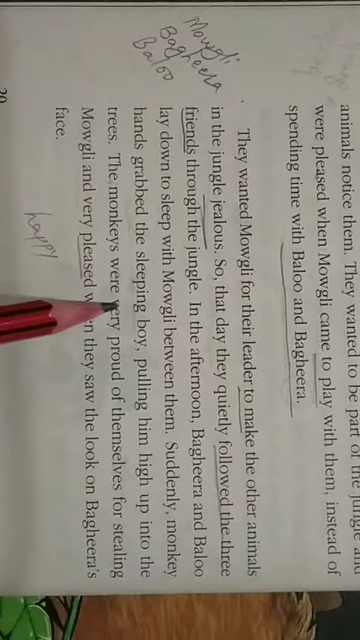 animals notice them. They wanted to be part of the jungle and
were pleased when Mowgli came to play with them, instead of
spending time with Baloo and Bagheera.
Mowgli
Bagheera
Baloo
They wanted Mowgli for their leader to make the other animals
in the jungle jealous. So, that day they quietly followed the three
friends through the jungle. In the afternoon, Bagheera and Baloo
lay down to sleep with Mowgli between them. Suddenly, monkey
hands grabbed the sleeping boy, pulling him high up into the
trees. The monkeys were very proud of themselves for stealing
Mowgli and very pleased when they saw the look on Bagheera's
face.
happy
20